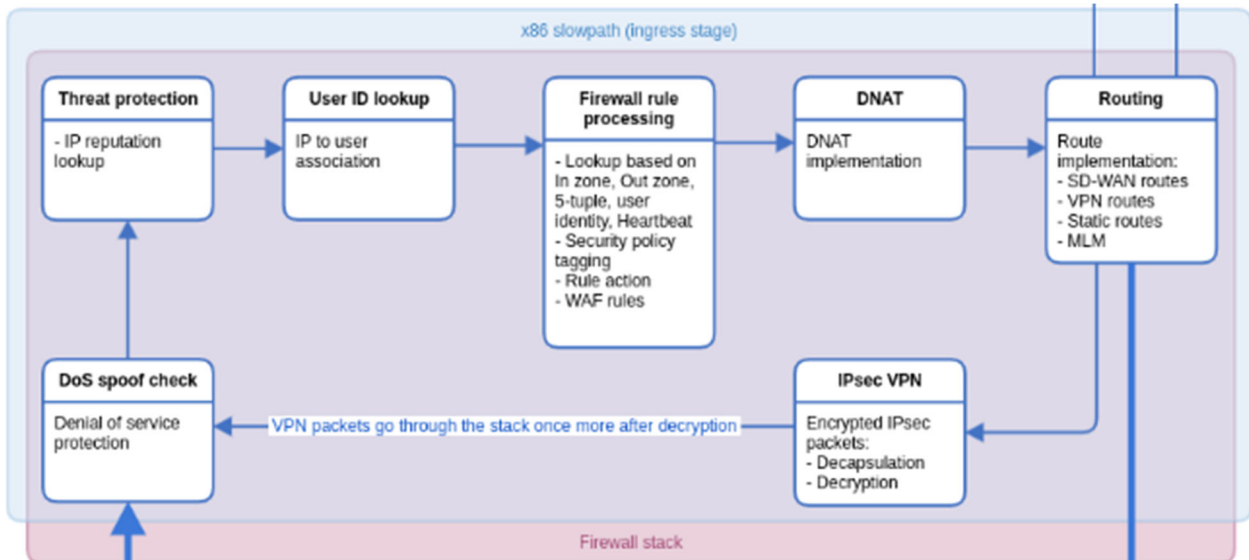 x86 slowpath (ingress stage)
Threat protection
- IP reputation
lookup
User ID lookup
IP to user
association
Firewall rule
processing
- Lookup based on
In zone, Out zone,
5-tuple, user
identity, Heartbeat
- Security policy
tagging
- Rule action
- WAF rules
DNAT
DNAT
implementation
Routing
Route
implementation:
- SD-WAN routes
- VPN routes
- Static routes
- MLM
DoS spoof check
Denial of service
protection
VPN packets go through the stack once more after decryption
IPsec VPN
Encrypted IPsec
packets:
- Decapsulation
- Decryption
Firewall stack